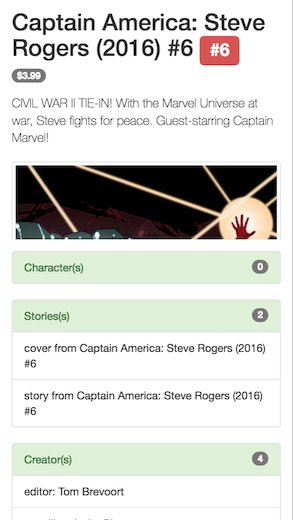 Captain America: Steve
Rogers (2016) #6 #6
$3.99
CIVIL WAR II TIE-IN! With the Marvel Universe at
war, Steve fights for peace. Guest-starring Captain
Marvel!
Character(s) 0
Stories(s) 2
cover from Captain America: Steve Rogers (2016)
#6
story from Captain America: Steve Rogers (2016)
#6
Creator(s) 4
editor: Tom Brevoort